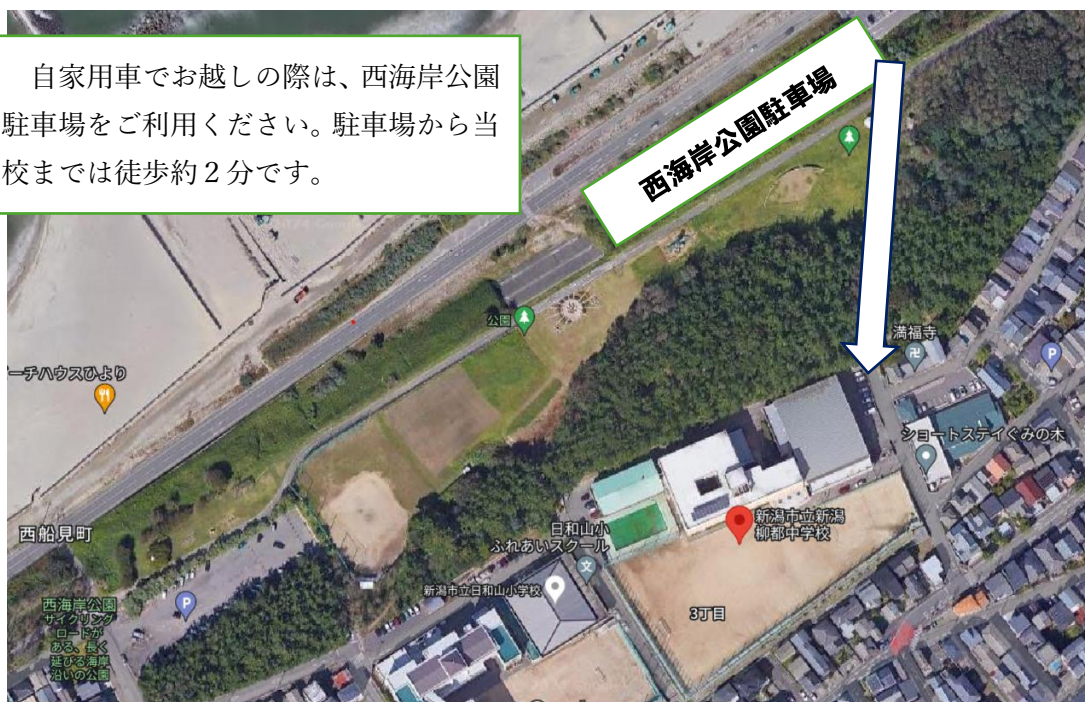 自家用車でお越しの際は、西海岸公園
駐車場をご利用ください。駐車場から当
校までは徒歩約２分です。
西海岸公園駐車場
公園
満福寺
ーチハウスひより
ショートステイぐみの木
西船見町
新潟市立新潟
柳都中学校
日和山小
ふれあいスクール
新潟市立日和山小学校
3丁目
西海岸公園
サイクリング
ロードが
ある、長く
延びる海岸
沿いの公園
P
P